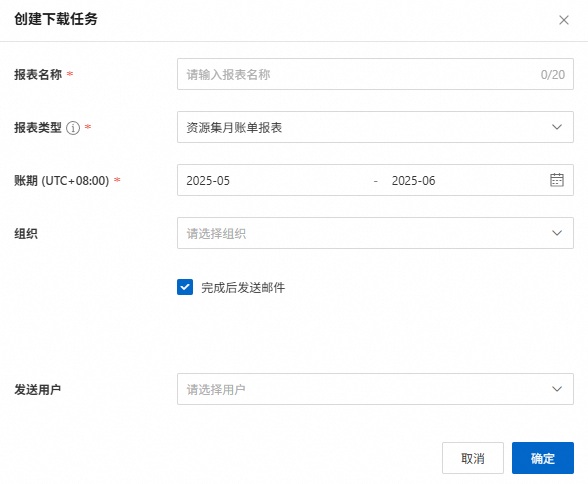 创建下载任务
报表名称 * 请输入报表名称 0/20
报表类型 * 资源集月账单报表
账期 (UTC+08:00) * 2025-05 - 2025-06
组织 请选择组织
完成后发送邮件
发送用户 请选择用户
取消 确定